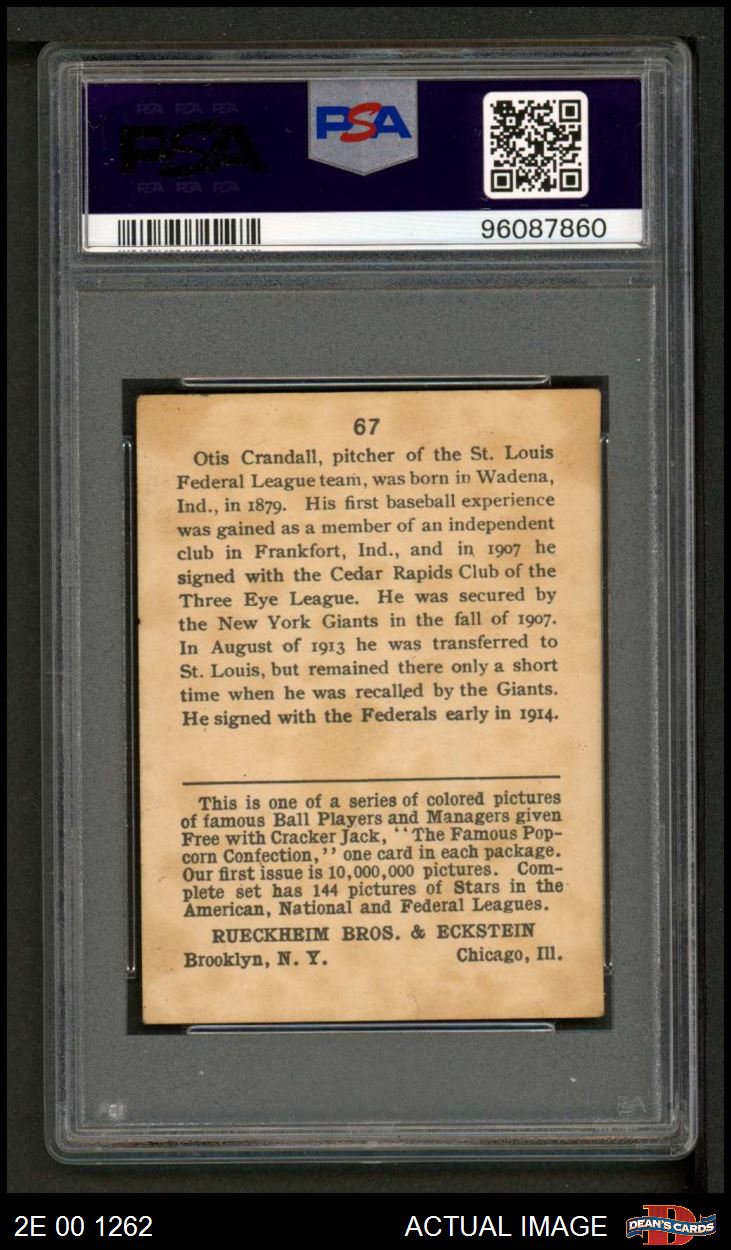 PSA PSA PSA
PSA
PSA PSA PSA
PSA
96087860
67
Otis Crandall, pitcher of the St. Louis
Federal League team, was born in Wadena,
Ind., in 1879. His first baseball experience
was gained as a member of an independent
club in Frankfort, Ind., and in 1907 he
signed with the Cedar Rapids Club of the
Three Eye League. He was secured by
the New York Giants in the fall of 1907.
In August of 1913 he was transferred to
St. Louis, but remained there only a short
time when he was recalled by the Giants.
He signed with the Federals early in 1914.
This is one of a series of colored pictures
of famous Ball Players and Managers given
Free with Cracker Jack, "The Famous Pop-
corn Confection," one card in each package.
Our first issue is 10,000,000 pictures. Com-
plete set has 144 pictures of Stars in the
American, National and Federal Leagues.
RUECKHEIM BROS. & ECKSTEIN
Brooklyn, N. Y. Chicago, Ill.
2E 00 1262 ACTUAL IMAGE DEAN'S CARDS